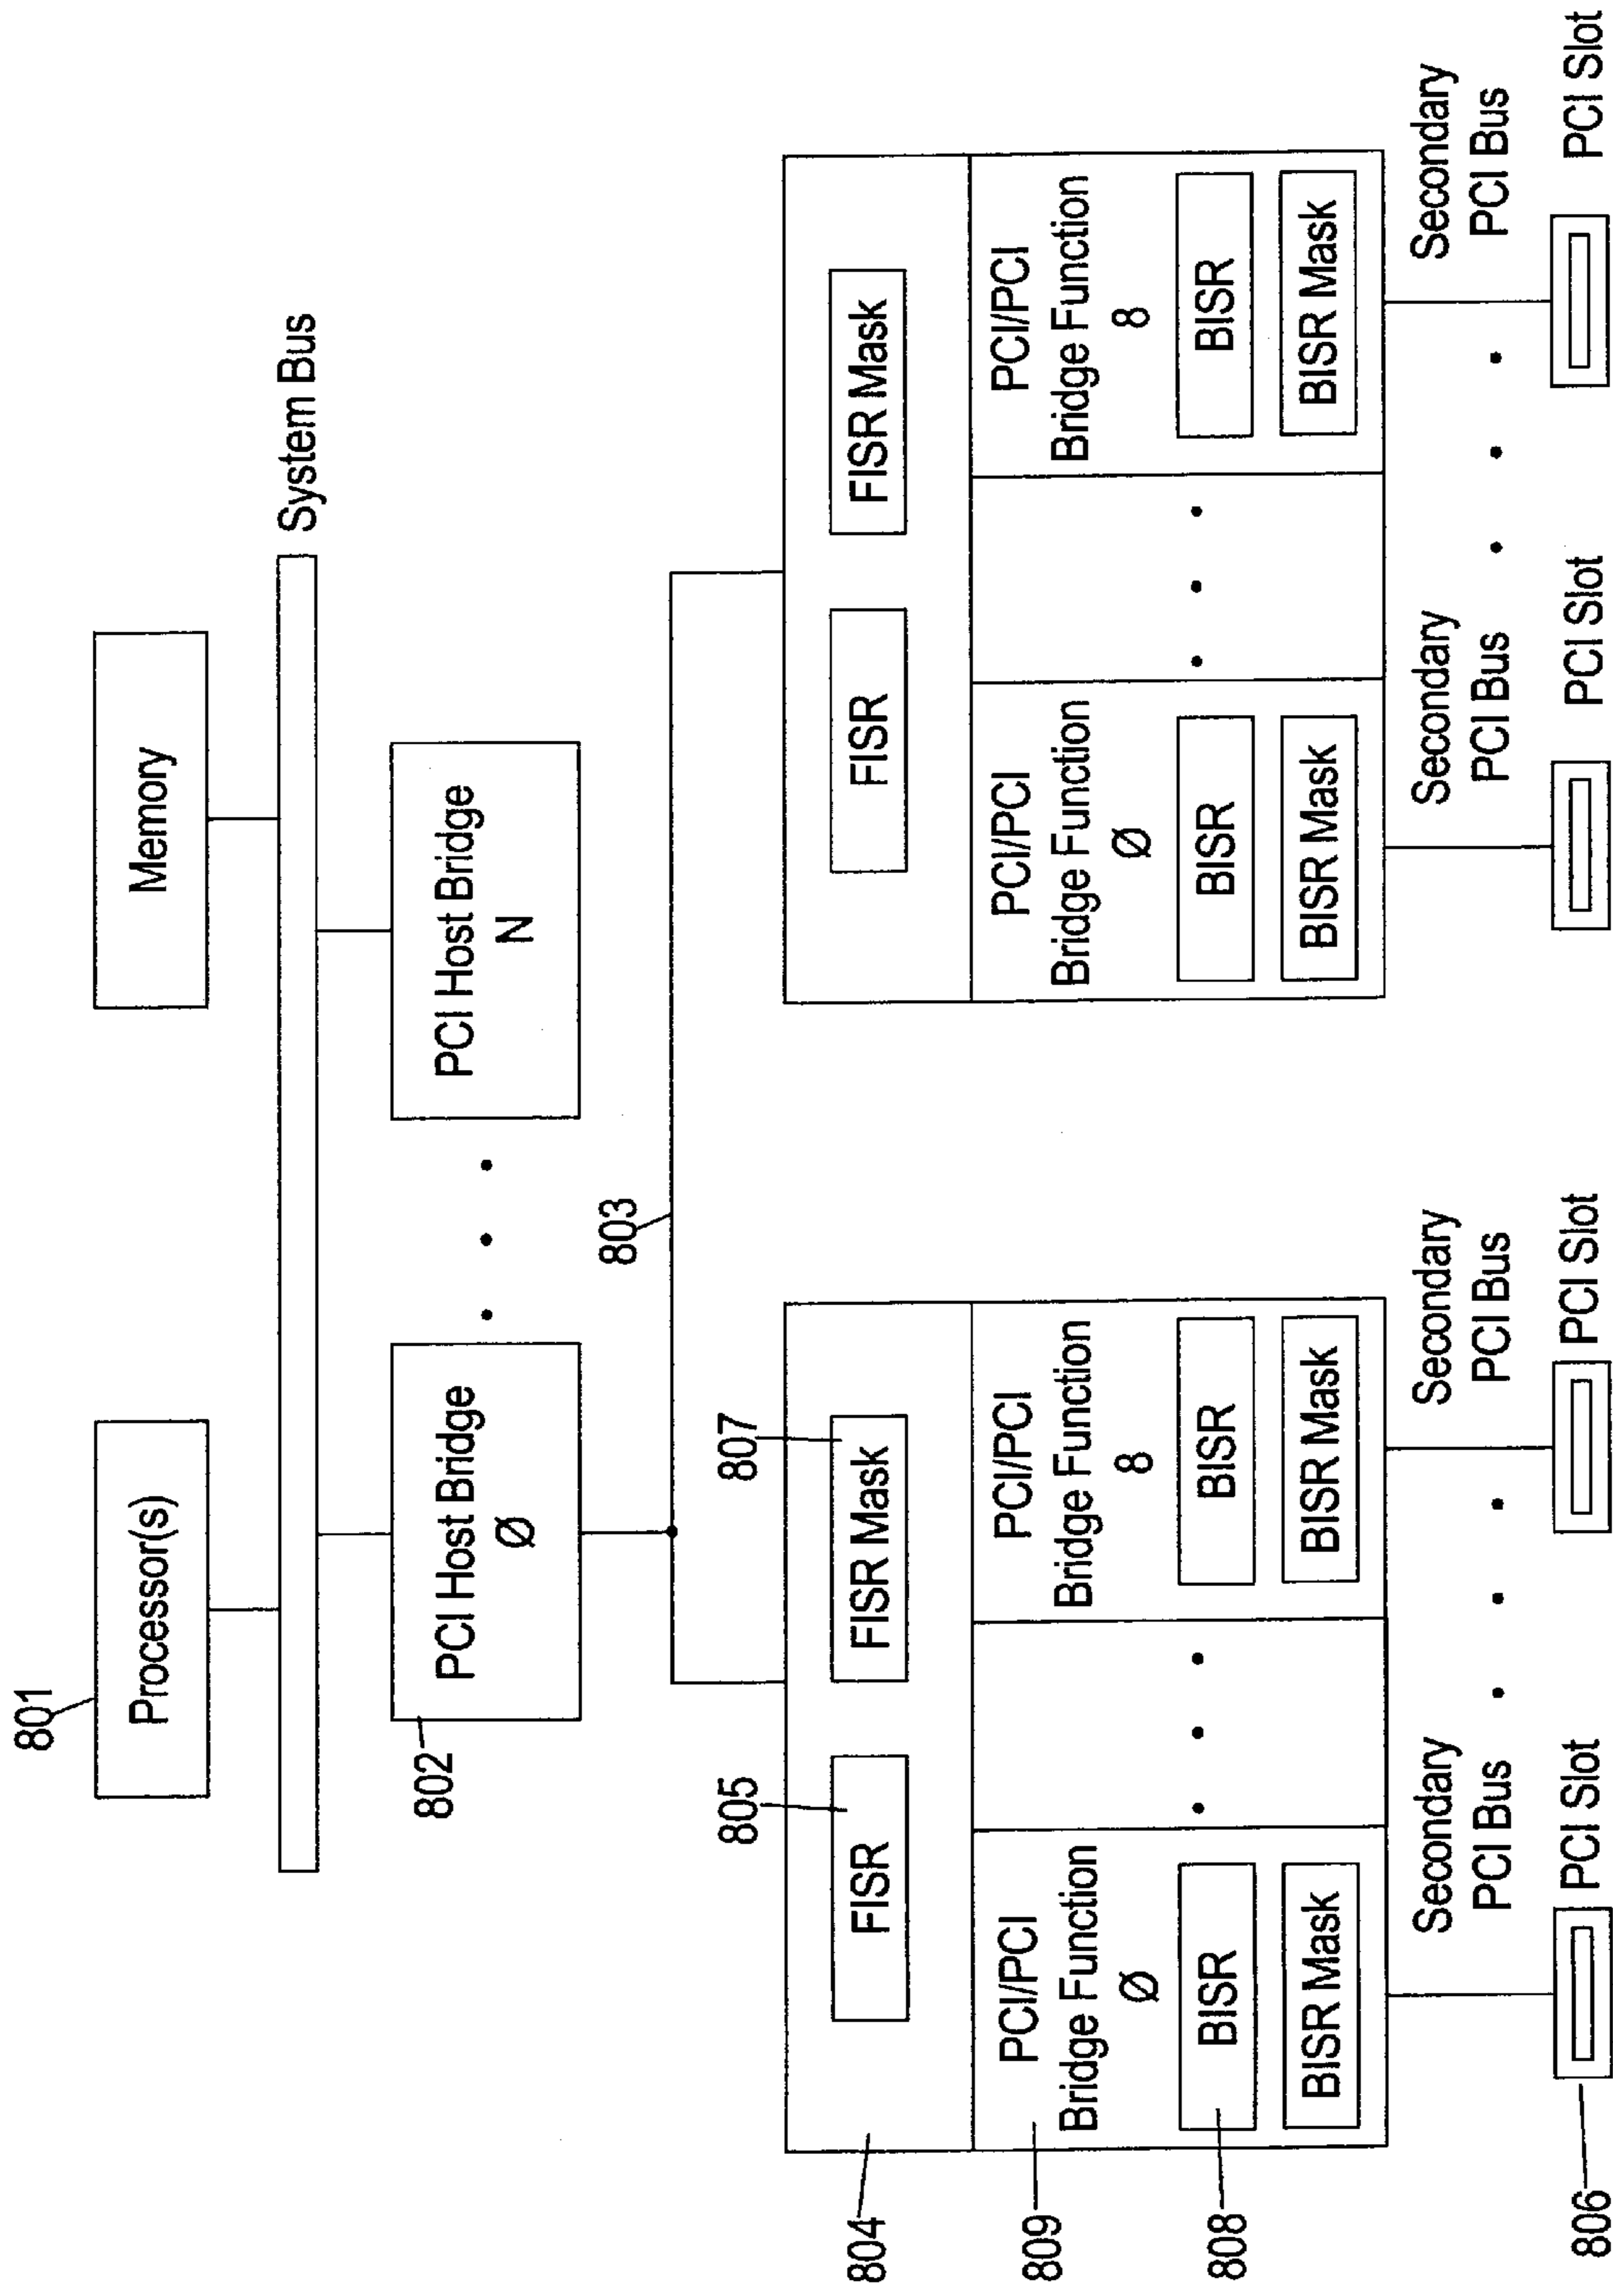 801
Processor(s)
Memory
System Bus
802
PCI Host Bridge
Ø
PCI Host Bridge
N
803
804
805
FISR
807
FISR Mask
FISR
FISR Mask
809
PCI/PCI
Bridge Function
Ø
808
BISR
BISR Mask
PCI/PCI
Bridge Function
8
BISR
BISR Mask
PCI/PCI
Bridge Function
Ø
BISR
BISR Mask
PCI/PCI
Bridge Function
8
BISR
BISR Mask
Secondary
PCI Bus
Secondary
PCI Bus
Secondary
PCI Bus
Secondary
PCI Bus
806
PCI Slot
PCI Slot
PCI Slot
PCI Slot